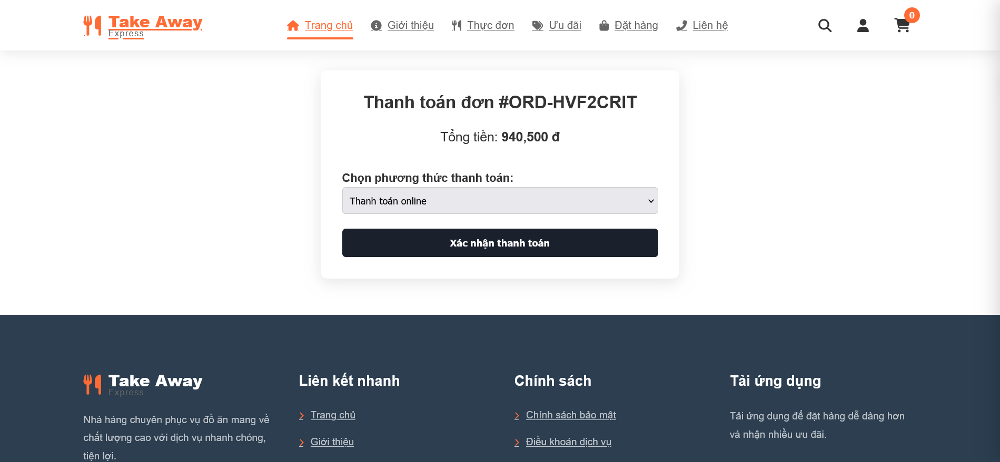 Take Away
Express
Trang chủ
Giới thiệu
Thực đơn
Ưu đãi
Đặt hàng
Liên hệ
0
Thanh toán đơn #ORD-HVF2CRIT
Tổng tiền: 940,500 đ
Chọn phương thức thanh toán:
Thanh toán online
Xác nhận thanh toán
Take Away
Express
Nhà hàng chuyên phục vụ đồ ăn mang về
chất lượng cao với dịch vụ nhanh chóng,
tiện lợi.
Liên kết nhanh
Trang chủ
Giới thiệu
Chính sách
Chính sách bảo mật
Điều khoản dịch vụ
Tải ứng dụng
Tải ứng dụng để đặt hàng dễ dàng hơn
và nhận nhiều ưu đãi.